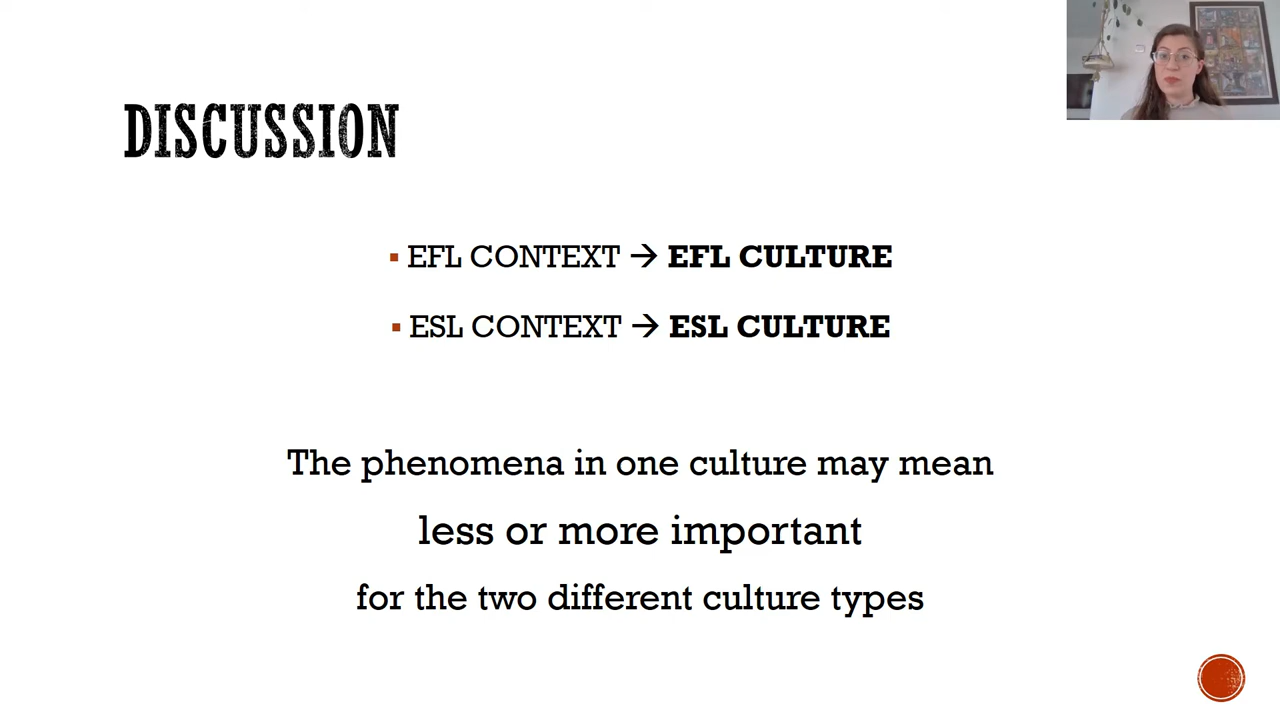 DISCUSSION
▪ EFL CONTEXT → EFL CULTURE
▪ ESL CONTEXT → ESL CULTURE
The phenomena in one culture may mean
less or more important
for the two different culture types